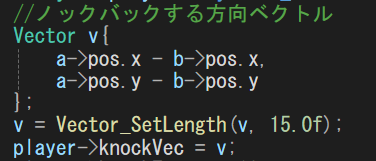 //ノックバックする方向ベクトル
Vector v{
    a->pos.x - b->pos.x,
    a->pos.y - b->pos.y
};
v = Vector_SetLength(v, 15.0f);
player->knockVec = v;